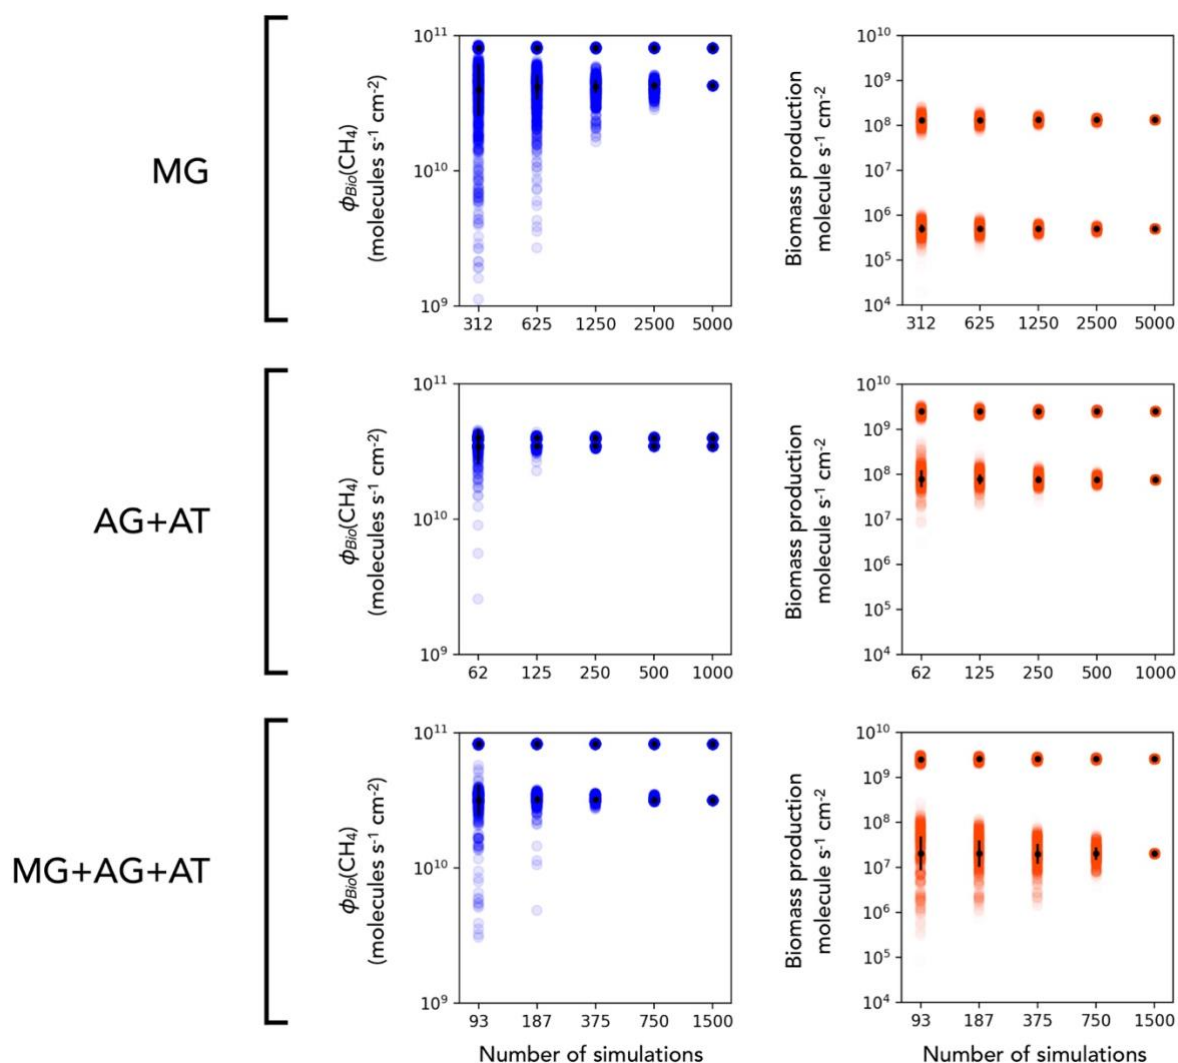 MG
ϕBio(CH4)
(molecules s-1 cm-2)
10^11
10^10
10^9
312 625 1250 2500 5000
Biomass production
molecule s-1 cm-2
10^10
10^9
10^8
10^7
10^6
10^5
10^4
312 625 1250 2500 5000
AG+AT
ϕBio(CH4)
(molecules s-1 cm-2)
10^11
10^10
10^9
62 125 250 500 1000
Biomass production
molecule s-1 cm-2
10^10
10^9
10^8
10^7
10^6
10^5
10^4
62 125 250 500 1000
MG+AG+AT
ϕBio(CH4)
(molecules s-1 cm-2)
10^11
10^10
10^9
93 187 375 750 1500
Number of simulations
Biomass production
molecule s-1 cm-2
10^10
10^9
10^8
10^7
10^6
10^5
10^4
93 187 375 750 1500
Number of simulations